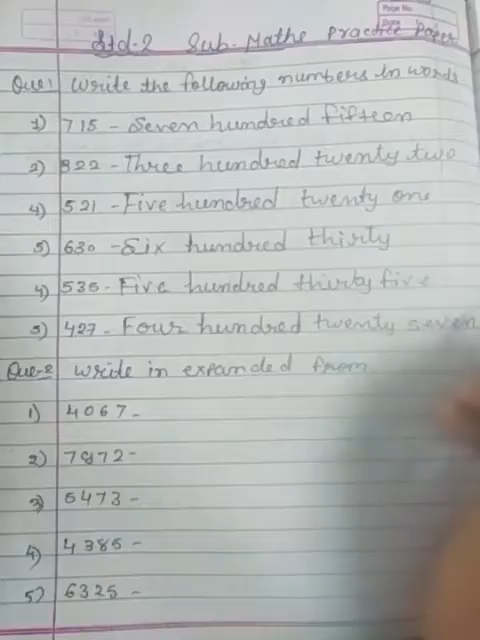 Page No.
Date
Std-2 Sub-Maths Practice Paper
Que:1 Write the following numbers in words
1) 715 - Seven hundred fifteen
2) 322 - Three hundred twenty two
4) 521 - Five hundred twenty one
5) 630 - Six hundred thirty
4) 535 - Five hundred thirty five
5) 427 - Four hundred twenty seven
Que-2 Write in expanded from
1) 4067 -
2) 7872 -
3) 5473 -
4) 4385 -
5) 6325 -